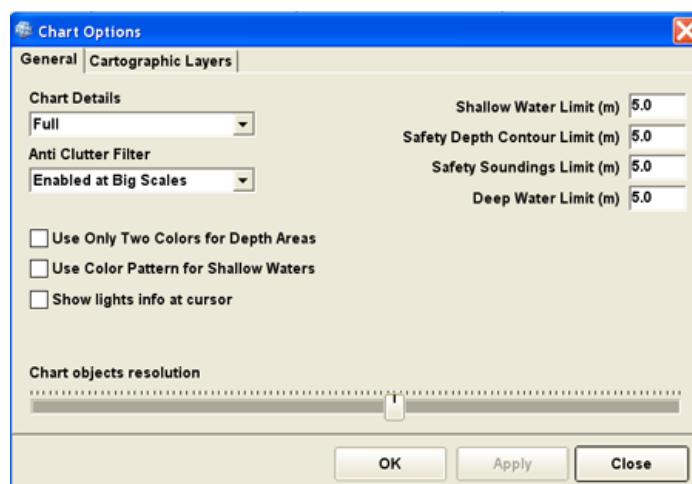 Chart Options
General
Cartographic Layers
Chart Details
Full
Anti Clutter Filter
Enabled at Big Scales
Shallow Water Limit (m) 5.0
Safety Depth Contour Limit (m) 5.0
Safety Soundings Limit (m) 5.0
Deep Water Limit (m) 5.0
Use Only Two Colors for Depth Areas
Use Color Pattern for Shallow Waters
Show lights info at cursor
Chart objects resolution
OK
Apply
Close